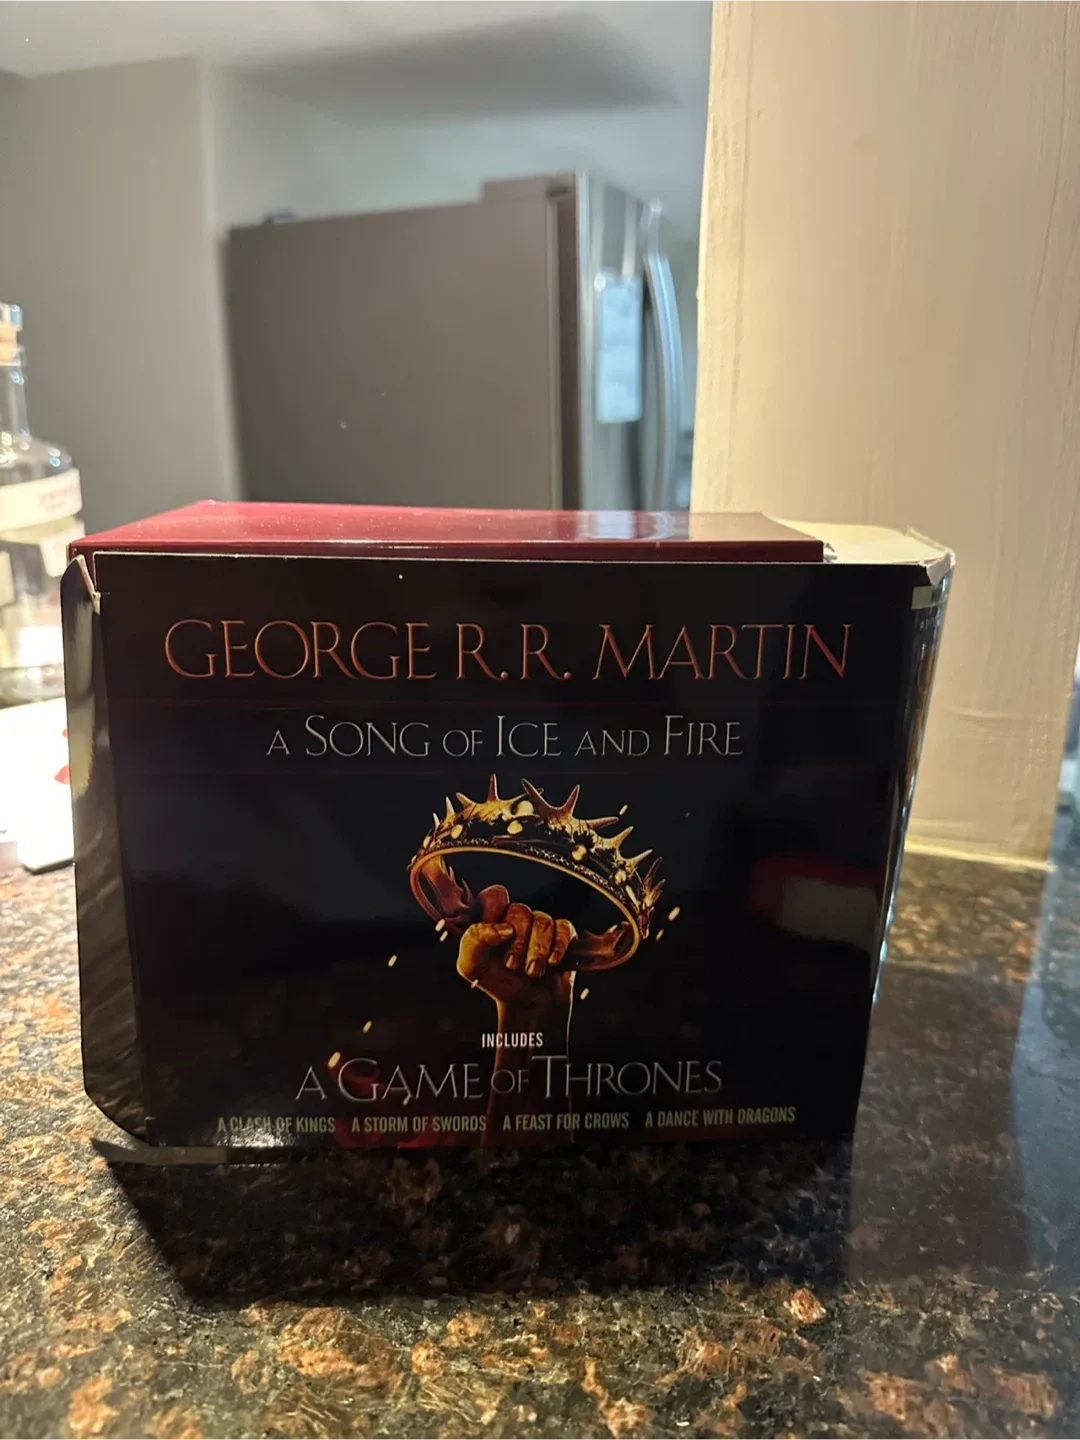 GEORGE R.R. MARTIN
A SONG OF ICE AND FIRE
INCLUDES
A GAME OF THRONES
A CLASH OF KINGS A STORM OF SWORDS A FEAST FOR CROWS A DANCE WITH DRAGONS